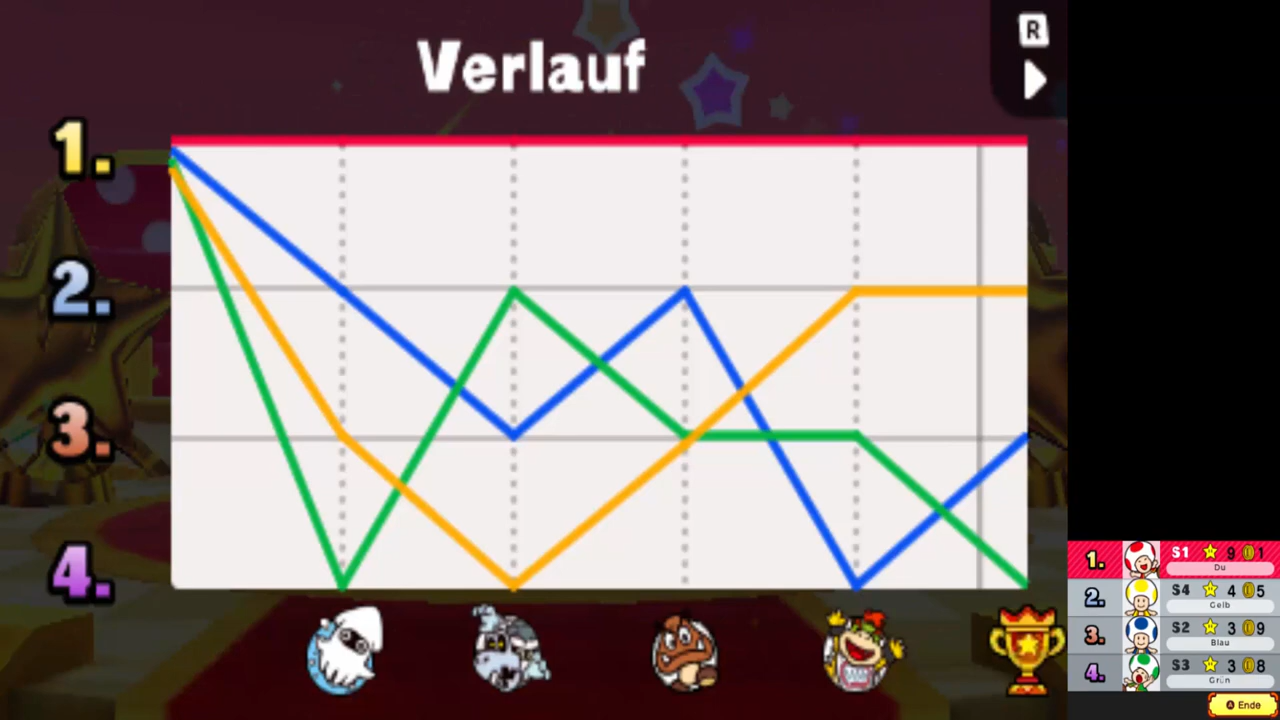 Verlauf
R
1.
2.
3.
4.
1. S1 9 1
Du
2. S4 4 5
Gelb
3. S2 3 9
Blau
4. S3 3 8
Grün
A Ende